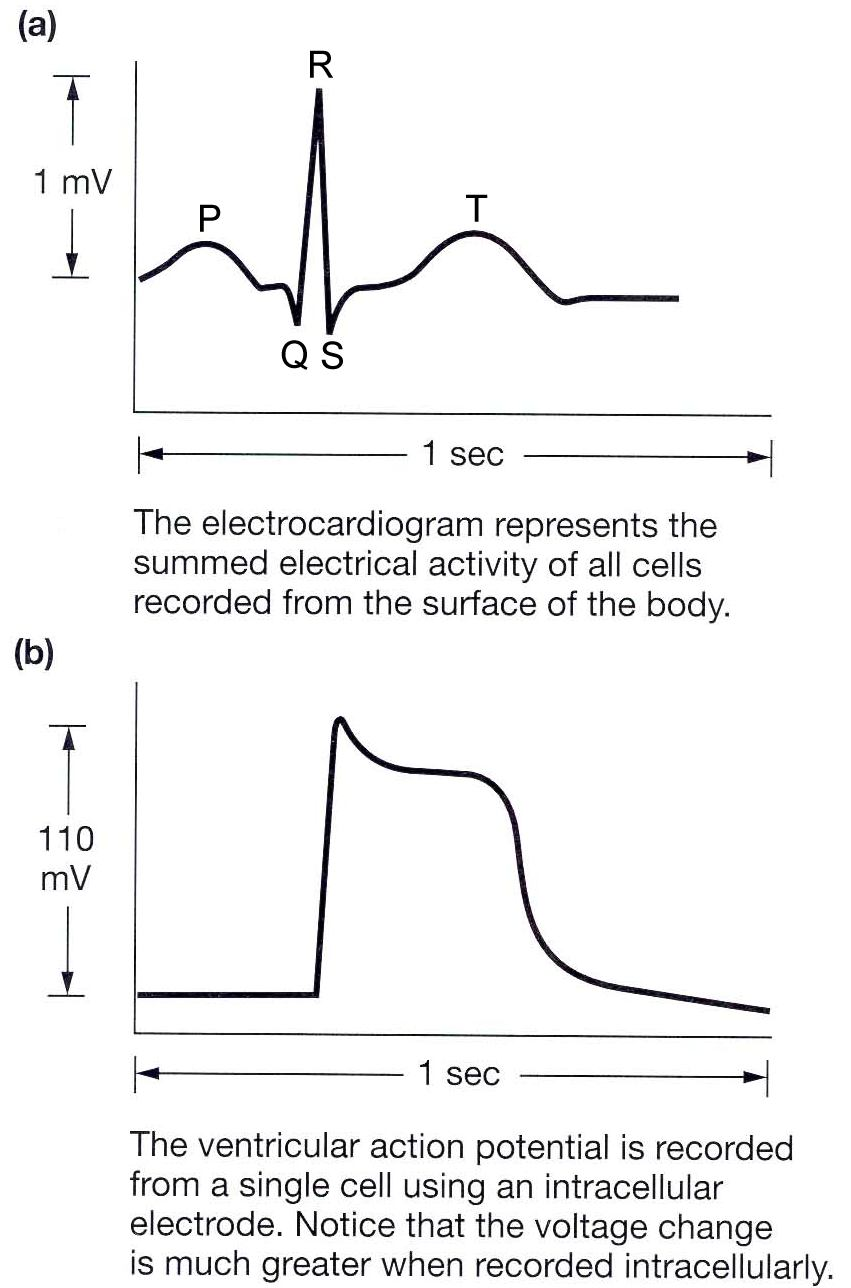 (a)
R
1 mV
P
T
Q S
1 sec
The electrocardiogram represents the
summed electrical activity of all cells
recorded from the surface of the body.
(b)
110
mV
1 sec
The ventricular action potential is recorded
from a single cell using an intracellular
electrode. Notice that the voltage change
is much greater when recorded intracellularly.